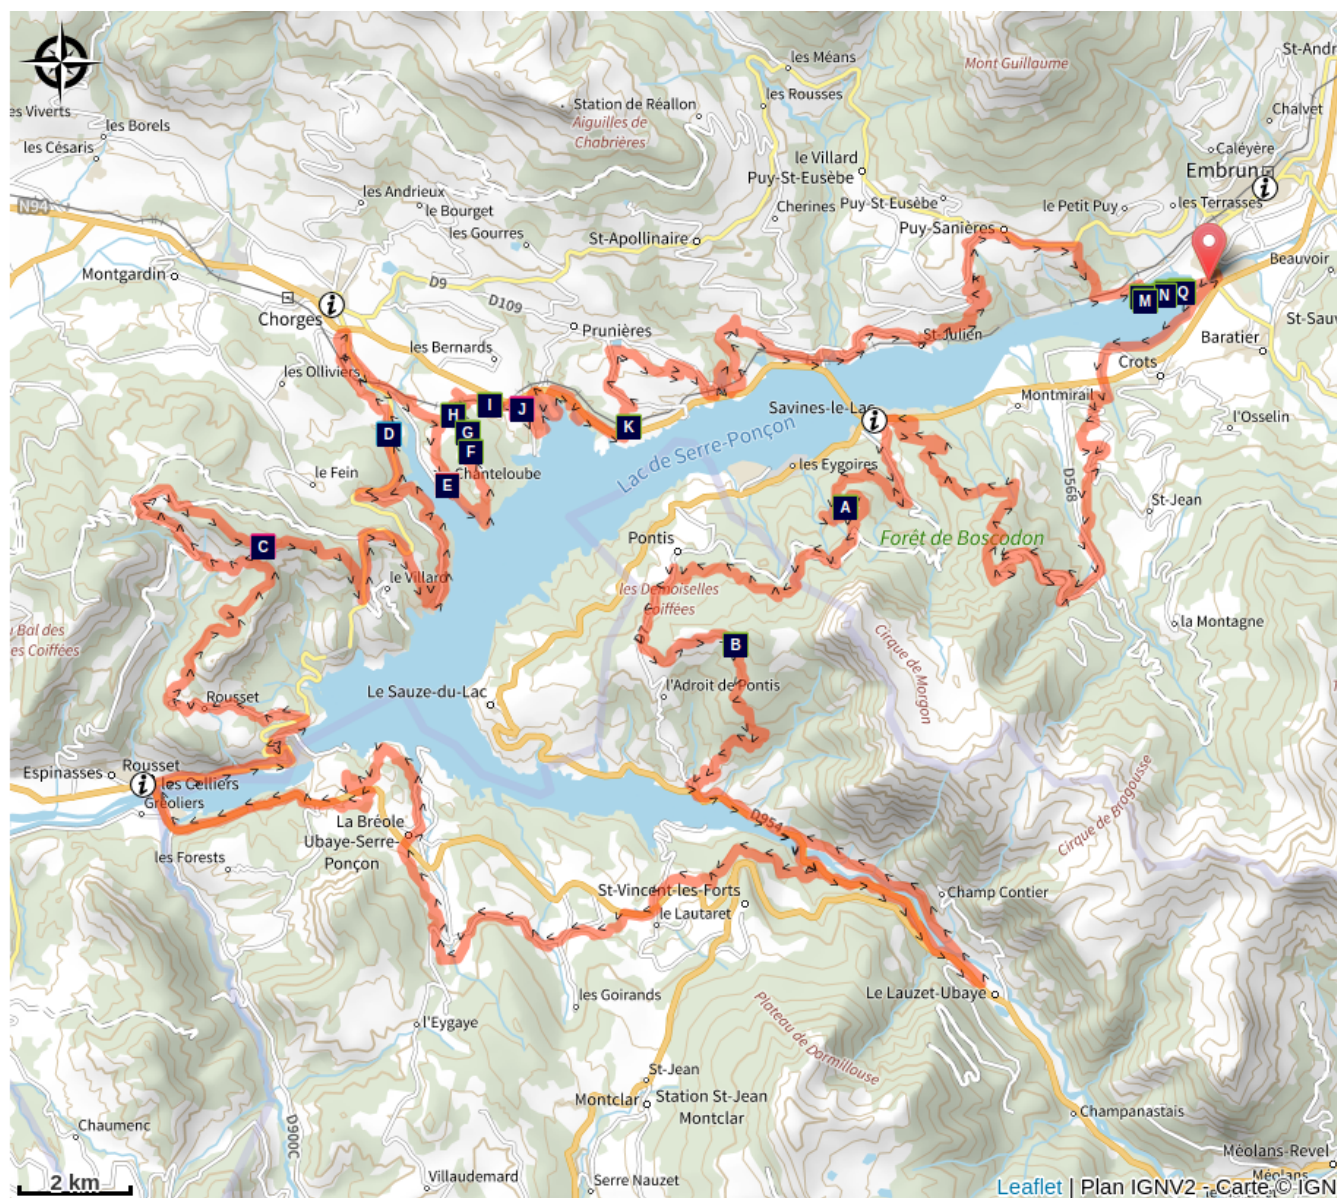 les Méans
St-Andr
Mont Guillaume
les Rousses
Station de Réallon
Aiguilles de
Chabrières
Chalvet
es Viverts
les Borels
les Césaris
Caléyère
le Villard
Puy-St-Eusèbe
Embrun
les Andrieux
le Bourget
Cherines
Puy-St-Eusèbe
le Petit Puy
les Terrasses
N94
les Gourres
St-Apollinaire
Puy-Sanières
Beauvoir
Montgardin
D9
D109
M
N
Q
St-Sauv
Chorges
Prunières
St-Julien
Baratier
les Bernards
Crots
les Olliviers
Montmirail
l'Osselin
H
I
J
Savines-le-Lac
D
G
K
Lac de Serre-Ponçon
F
le Fein
Chanteloube
les Eygoires
D568
E
St-Jean
A
Pontis
Forêt de Boscodon
C
le Villard
les Demoiselles
Coiffées
u Bal des
es Coiffées
la Montagne
B
Cirque de Morgon
l'Adroit de Pontis
Rousset
Le Sauze-du-Lac
Espinasses
Rousset
les Celliers
Gréoliers
Cirque de Bragousse
D954
La Bréole
Ubaye-Serre-
Ponçon
les Forests
St-Vincent-les-Forts
Champ Contier
le Lautaret
Le Lauzet-Ubaye
les Goirands
l'Eygaye
Plateau de Dormillouse
St-Jean
Montclar
Station St-Jean
Montclar
Champanastais
Chaumenc
D900C
Méolans-Revel
Villaudemard
Serre Nauzet
Méolans
2 km
Leaflet | Plan IGNV2 - Carte © IGN